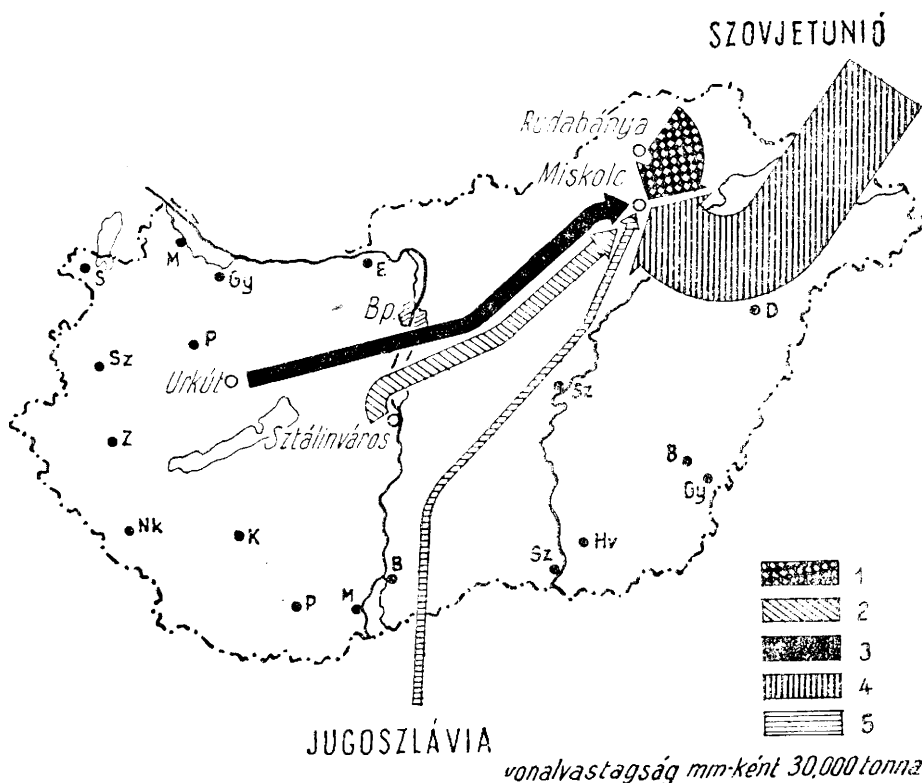 SZOVJETUNIÓ
Rudabánya
Miskolc
S
M
Gy
E
Bp.
D
P
Sz
Urkút
Sz
Sztálinváros
Z
B
Gy
Nk
K
Hv
Sz
B
P
M
1
2
3
4
5
JUGOSZLÁVIA
vonalvastagság mm-ként 30,000 tonna